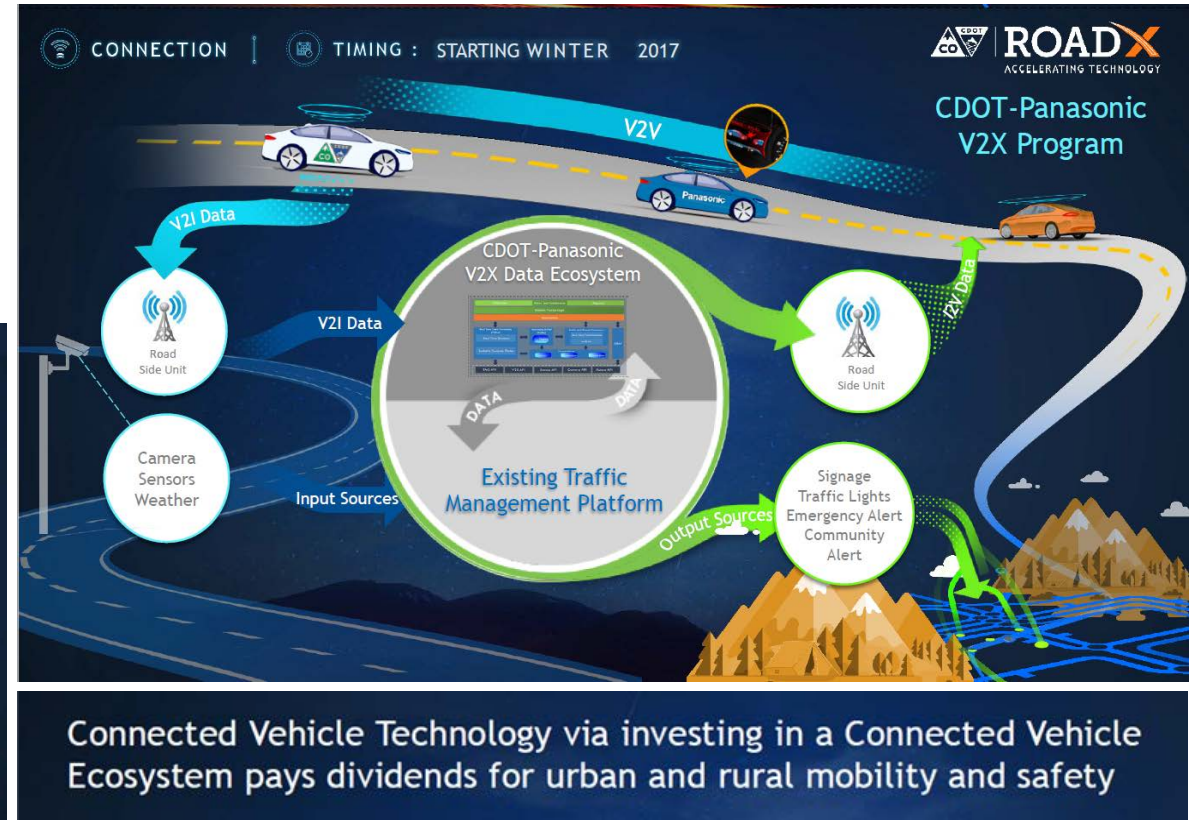 CONNECTION
TIMING : STARTING WINTER 2017
CO CDOT
ROADX
ACCELERATING TECHNOLOGY
CDOT-Panasonic
V2X Program
V2V
CO
Panasonic
V2I Data
Road
Side Unit
V2I Data
Camera
Sensors
Weather
Input Sources
CDOT-Panasonic
V2X Data Ecosystem
DATA
DATA
Existing Traffic
Management Platform
Output Sources
Road
Side Unit
I2V Data
Signage
Traffic Lights
Emergency Alert
Community
Alert
Connected Vehicle Technology via investing in a Connected Vehicle
Ecosystem pays dividends for urban and rural mobility and safety